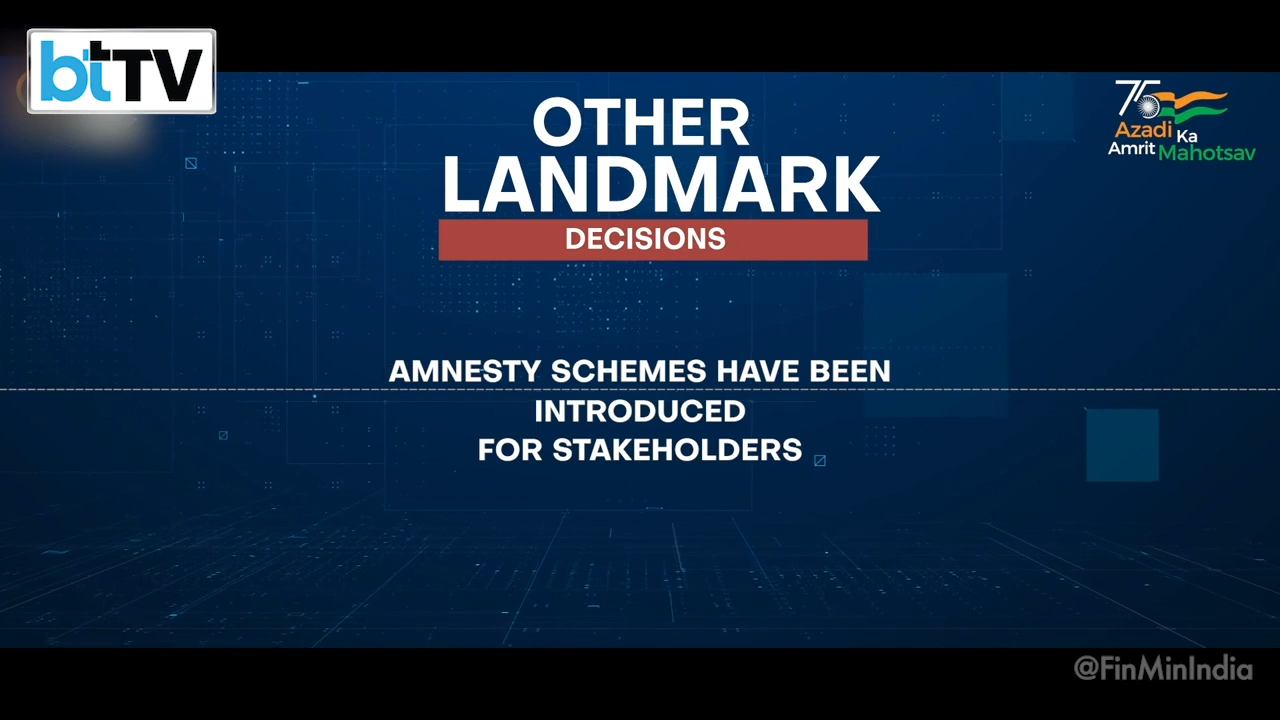 btTV
75
Azadi Ka
Amrit Mahotsav
OTHER
LANDMARK
DECISIONS
AMNESTY SCHEMES HAVE BEEN
INTRODUCED
FOR STAKEHOLDERS
@FinMinIndia